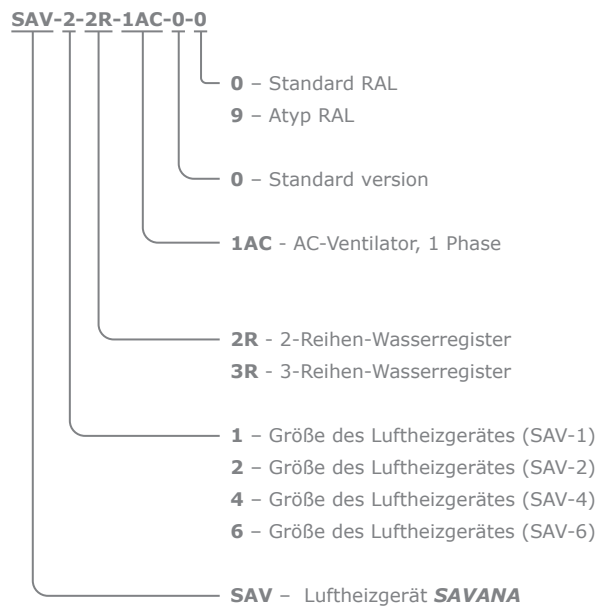 SAV-2-2R-1AC-0-0
0 – Standard RAL
9 – Atyp RAL
0 – Standard version
1AC - AC-Ventilator, 1 Phase
2R - 2-Reihen-Wasserregister
3R - 3-Reihen-Wasserregister
1 – Größe des Luftheizgerätes (SAV-1)
2 – Größe des Luftheizgerätes (SAV-2)
4 – Größe des Luftheizgerätes (SAV-4)
6 – Größe des Luftheizgerätes (SAV-6)
SAV – Luftheizgerät SAVANA